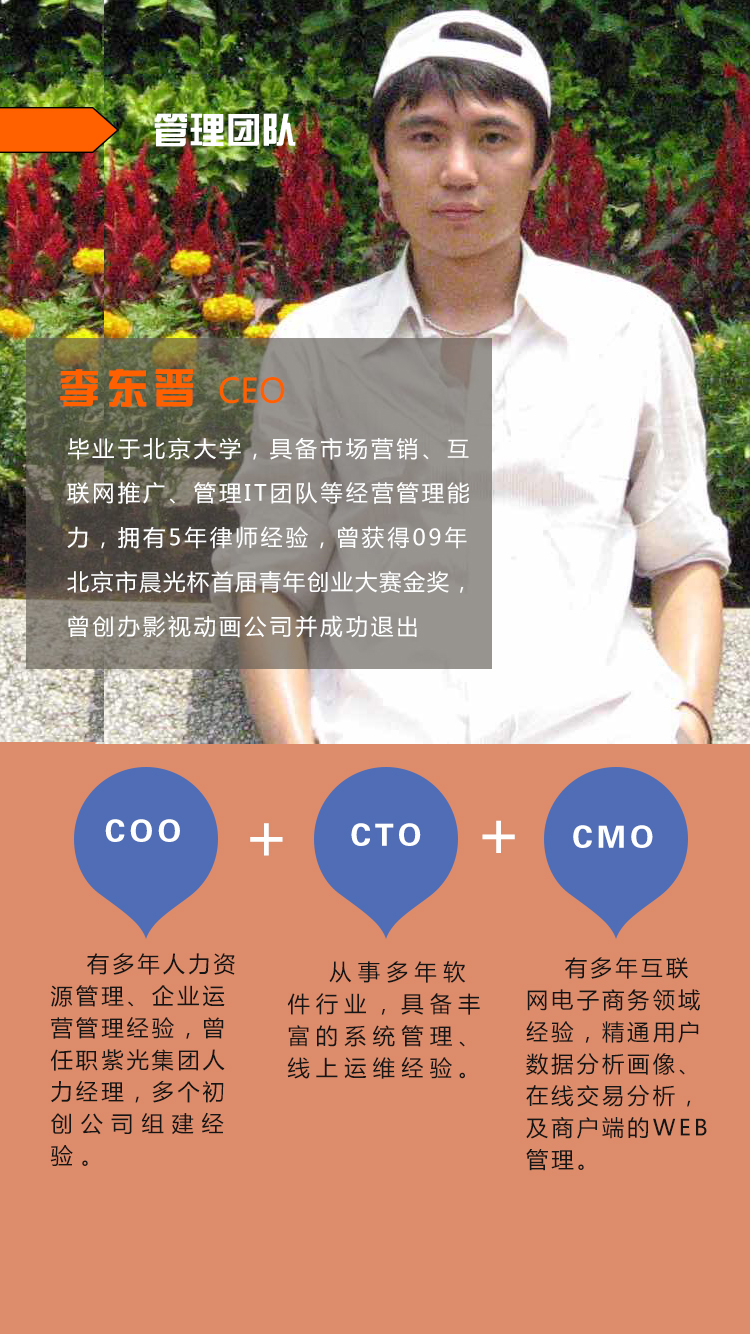 管理团队
李东晋 CEO
毕业于北京大学，具备市场营销、互
联网推广、管理IT团队等经营管理能
力，拥有5年律师经验，曾获得09年
北京市晨光杯首届青年创业大赛金奖，
曾创办影视动画公司并成功退出
COO + CTO + CMO
有多年人力资
源管理、企业运
营管理经验，曾
任职紫光集团人
力经理，多个初
创公司组建经
验。
从事多年软
件行业，具备丰
富的系统管理、
线上运维经验。
有多年互联
网电子商务领域
经验，精通用户
数据分析画像、
在线交易分析，
及商户端的WEB
管理。